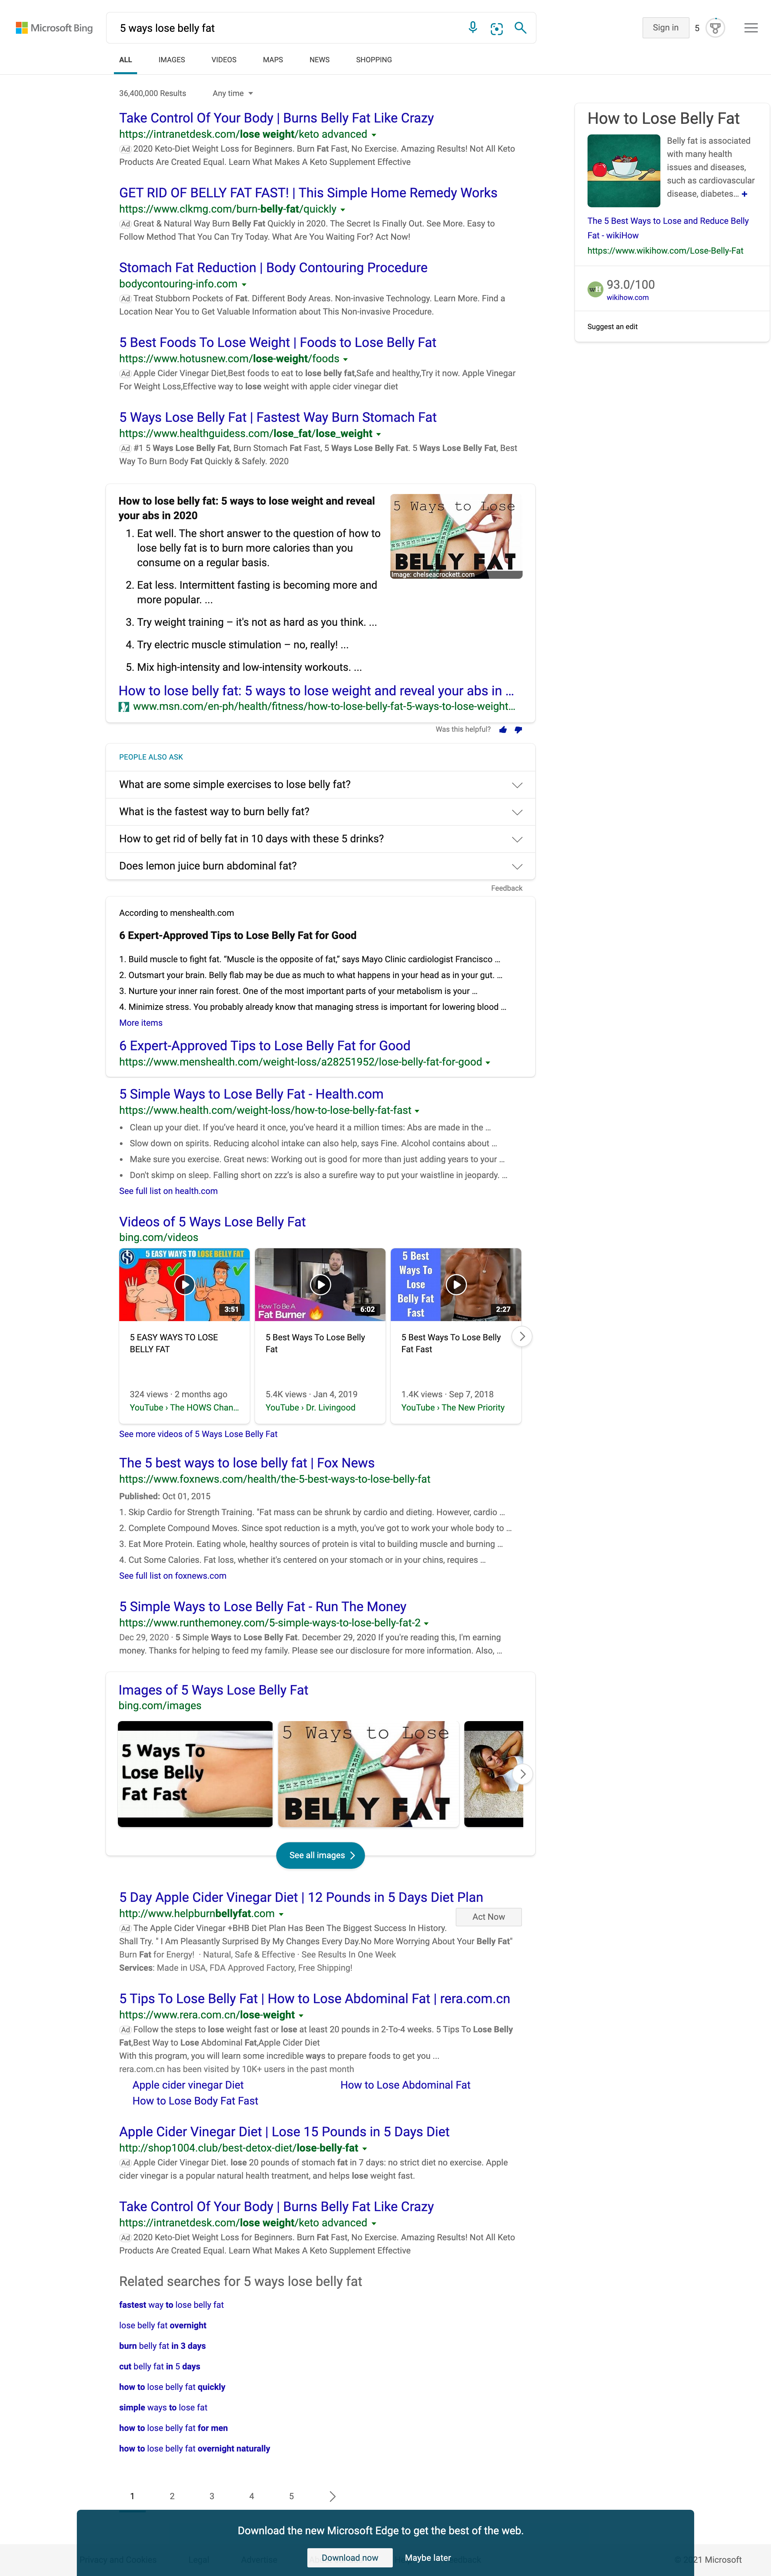 Microsoft Bing
5 ways lose belly fat
Sign in
5
ALL
IMAGES
VIDEOS
MAPS
NEWS
SHOPPING
36,400,000 Results
Any time
Take Control Of Your Body | Burns Belly Fat Like Crazy
https://intranetdesk.com/lose weight/keto advanced
Ad 2020 Keto-Diet Weight Loss for Beginners. Burn Fat Fast, No Exercise. Amazing Results! Not All Keto
Products Are Created Equal. Learn What Makes A Keto Supplement Effective
GET RID OF BELLY FAT FAST! | This Simple Home Remedy Works
https://www.clkmg.com/burn-belly-fat/quickly
Ad Great & Natural Way Burn Belly Fat Quickly in 2020. The Secret Is Finally Out. See More. Easy to
Follow Method That You Can Try Today. What Are You Waiting For? Act Now!
Stomach Fat Reduction | Body Contouring Procedure
bodycontouring-info.com
Ad Treat Stubborn Pockets of Fat. Different Body Areas. Non-invasive Technology. Learn More. Find a
Location Near You to Get Valuable Information about This Non-invasive Procedure.
5 Best Foods To Lose Weight | Foods to Lose Belly Fat
https://www.hotusnew.com/lose-weight/foods
Ad Apple Cider Vinegar Diet,Best foods to eat to lose belly fat,Safe and healthy,Try it now. Apple Vinegar
For Weight Loss,Effective way to lose weight with apple cider vinegar diet
5 Ways Lose Belly Fat | Fastest Way Burn Stomach Fat
https://www.healthguidess.com/lose_fat/lose_weight
Ad #1 5 Ways Lose Belly Fat, Burn Stomach Fat Fast, 5 Ways Lose Belly Fat. 5 Ways Lose Belly Fat, Best
Way To Burn Body Fat Quickly & Safely. 2020
How to Lose Belly Fat
Belly fat is associated
with many health
issues and diseases,
such as cardiovascular
disease, diabetes... +
The 5 Best Ways to Lose and Reduce Belly
Fat - wikiHow
https://www.wikihow.com/Lose-Belly-Fat
wH
93.0/100
wikihow.com
Suggest an edit
How to lose belly fat: 5 ways to lose weight and reveal
your abs in 2020
1. Eat well. The short answer to the question of how to
lose belly fat is to burn more calories than you
consume on a regular basis.
2. Eat less. Intermittent fasting is becoming more and
more popular. ...
3. Try weight training – it's not as hard as you think. ...
4. Try electric muscle stimulation – no, really! ...
5. Mix high-intensity and low-intensity workouts. ...
5 Ways to Lose
BELLY FAT
Image: chelseacrockett.com
How to lose belly fat: 5 ways to lose weight and reveal your abs in ...
www.msn.com/en-ph/health/fitness/how-to-lose-belly-fat-5-ways-to-lose-weight...
Was this helpful?
PEOPLE ALSO ASK
What are some simple exercises to lose belly fat?
What is the fastest way to burn belly fat?
How to get rid of belly fat in 10 days with these 5 drinks?
Does lemon juice burn abdominal fat?
Feedback
According to menshealth.com
6 Expert-Approved Tips to Lose Belly Fat for Good
1. Build muscle to fight fat. “Muscle is the opposite of fat,” says Mayo Clinic cardiologist Francisco ...
2. Outsmart your brain. Belly flab may be due as much to what happens in your head as in your gut. ...
3. Nurture your inner rain forest. One of the most important parts of your metabolism is your ...
4. Minimize stress. You probably already know that managing stress is important for lowering blood ...
More items
6 Expert-Approved Tips to Lose Belly Fat for Good
https://www.menshealth.com/weight-loss/a28251952/lose-belly-fat-for-good
5 Simple Ways to Lose Belly Fat - Health.com
https://www.health.com/weight-loss/how-to-lose-belly-fat-fast
• Clean up your diet. If you've heard it once, you've heard it a million times: Abs are made in the ...
• Slow down on spirits. Reducing alcohol intake can also help, says Fine. Alcohol contains about ...
• Make sure you exercise. Great news: Working out is good for more than just adding years to your ...
• Don't skimp on sleep. Falling short on zzz's is also a surefire way to put your waistline in jeopardy. ...
See full list on health.com
Videos of 5 Ways Lose Belly Fat
bing.com/videos
5 EASY WAYS TO LOSE BELLY FAT
3:51
How To Be A
Fat Burner
6:02
5 Best
Ways To
Lose
Belly Fat
Fast
2:27
5 EASY WAYS TO LOSE
BELLY FAT
324 views · 2 months ago
YouTube › The HOWS Chan...
5 Best Ways To Lose Belly
Fat
5.4K views · Jan 4, 2019
YouTube › Dr. Livingood
5 Best Ways To Lose Belly
Fat Fast
1.4K views · Sep 7, 2018
YouTube › The New Priority
See more videos of 5 Ways Lose Belly Fat
The 5 best ways to lose belly fat | Fox News
https://www.foxnews.com/health/the-5-best-ways-to-lose-belly-fat
Published: Oct 01, 2015
1. Skip Cardio for Strength Training. "Fat mass can be shrunk by cardio and dieting. However, cardio ...
2. Complete Compound Moves. Since spot reduction is a myth, you've got to work your whole body to ...
3. Eat More Protein. Eating whole, healthy sources of protein is vital to building muscle and burning ...
4. Cut Some Calories. Fat loss, whether it's centered on your stomach or in your chins, requires ...
See full list on foxnews.com
5 Simple Ways to Lose Belly Fat - Run The Money
https://www.runthemoney.com/5-simple-ways-to-lose-belly-fat-2
Dec 29, 2020 · 5 Simple Ways to Lose Belly Fat. December 29, 2020 If you're reading this, I'm earning
money. Thanks for helping to feed my family. Please see our disclosure for more information. Also, ...
Images of 5 Ways Lose Belly Fat
bing.com/images
5 Ways To
Lose Belly
Fat Fast
5 Ways to Lose
BELLY FAT
See all images
5 Day Apple Cider Vinegar Diet | 12 Pounds in 5 Days Diet Plan
http://www.helpburnbellyfat.com
Act Now
Ad The Apple Cider Vinegar +BHB Diet Plan Has Been The Biggest Success In History.
Shall Try. " I Am Pleasantly Surprised By My Changes Every Day.No More Worrying About Your Belly Fat"
Burn Fat for Energy! · Natural, Safe & Effective · See Results In One Week
Services: Made in USA, FDA Approved Factory, Free Shipping!
5 Tips To Lose Belly Fat | How to Lose Abdominal Fat | rera.com.cn
https://www.rera.com.cn/lose-weight
Ad Follow the steps to lose weight fast or lose at least 20 pounds in 2-To-4 weeks. 5 Tips To Lose Belly
Fat,Best Way to Lose Abdominal Fat,Apple Cider Diet
With this program, you will learn some incredible ways to prepare foods to get you ...
rera.com.cn has been visited by 10K+ users in the past month
Apple cider vinegar Diet
How to Lose Abdominal Fat
How to Lose Body Fat Fast
Apple Cider Vinegar Diet | Lose 15 Pounds in 5 Days Diet
http://shop1004.club/best-detox-diet/lose-belly-fat
Ad Apple Cider Vinegar Diet. lose 20 pounds of stomach fat in 7 days: no strict diet no exercise. Apple
cider vinegar is a popular natural health treatment, and helps lose weight fast.
Take Control Of Your Body | Burns Belly Fat Like Crazy
https://intranetdesk.com/lose weight/keto advanced
Ad 2020 Keto-Diet Weight Loss for Beginners. Burn Fat Fast, No Exercise. Amazing Results! Not All Keto
Products Are Created Equal. Learn What Makes A Keto Supplement Effective
Related searches for 5 ways lose belly fat
fastest way to lose belly fat
lose belly fat overnight
burn belly fat in 3 days
cut belly fat in 5 days
how to lose belly fat quickly
simple ways to lose fat
how to lose belly fat for men
how to lose belly fat overnight naturally
1
2
3
4
5
Download the new Microsoft Edge to get the best of the web.
Download now
Maybe later
21 Microsoft